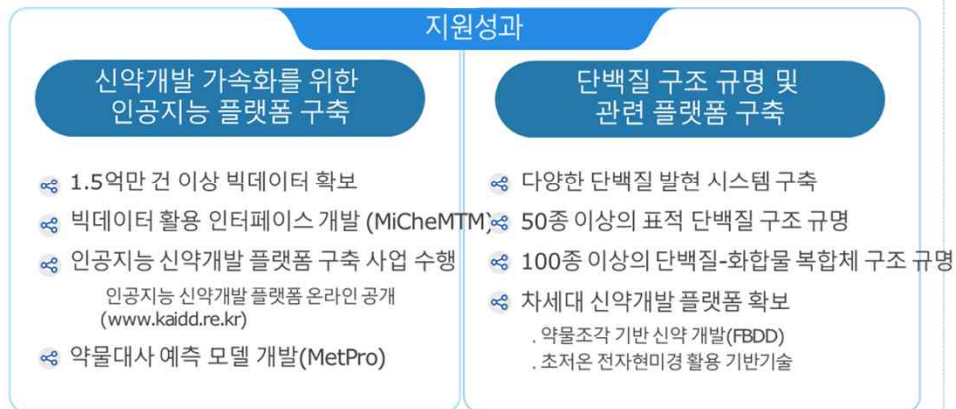 지원성과
신약개발 가속화를 위한
인공지능 플랫폼 구축
1.5억만 건 이상 빅데이터 확보
빅데이터 활용 인터페이스 개발 (MiCheMTM)
인공지능 신약개발 플랫폼 구축 사업 수행
인공지능 신약개발 플랫폼 온라인 공개
(www.kaidd.re.kr)
약물대사 예측 모델 개발(MetPro)
단백질 구조 규명 및
관련 플랫폼 구축
다양한 단백질 발현 시스템 구축
50종 이상의 표적 단백질 구조 규명
100종 이상의 단백질-화합물 복합체 구조 규명
차세대 신약개발 플랫폼 확보
. 약물조각 기반 신약 개발(FBDD)
. 초저온 전자현미경 활용 기반기술